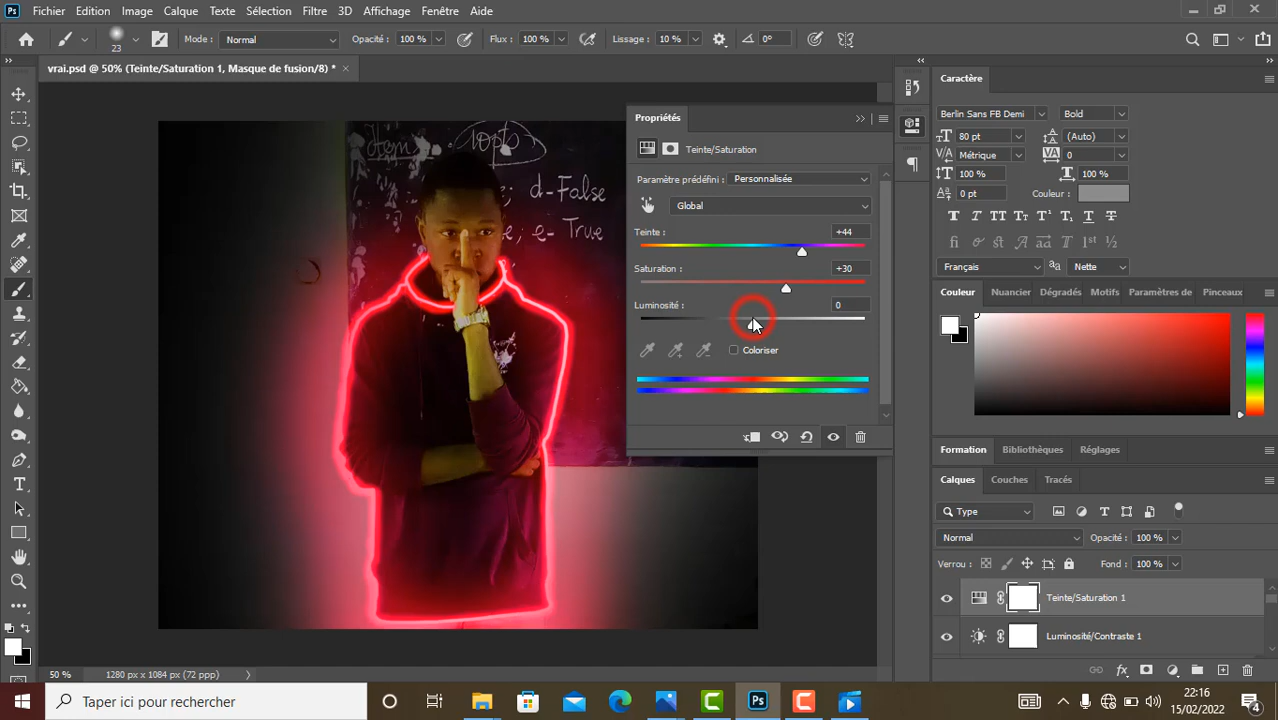 Ps Fichier Edition Image Calque Texte Sélection Filtre 3D Affichage Fenêtre Aide
23 Mode : Normal Opacité : 100 % Flux : 100 % Lissage : 10 % 0°
vrai.psd @ 50% (Teinte/Saturation 1, Masque de fusion/8) * ×
Propriétés
Teinte/Saturation
Paramètre prédéfini : Personnalisée
Global
Teinte : +44
Saturation : +30
Luminosité : 0
Coloriser
d-False
e- True
Caractère
Berlin Sans FB Demi Bold
80 pt (Auto)
Métrique 0
100 % 100 %
0 pt Couleur :
Français Nette
Couleur Nuancier Dégradés Motifs Paramètres de Pinceaux
Formation Bibliothèques Réglages
Calques Couches Tracés
Type
Normal Opacité : 100 %
Verrou : Fond : 100 %
Teinte/Saturation 1
Luminosité/Contraste 1
50 % 1280 px x 1084 px (72 ppp)
Taper ici pour rechercher
Ps
22:16
15/02/2022
4